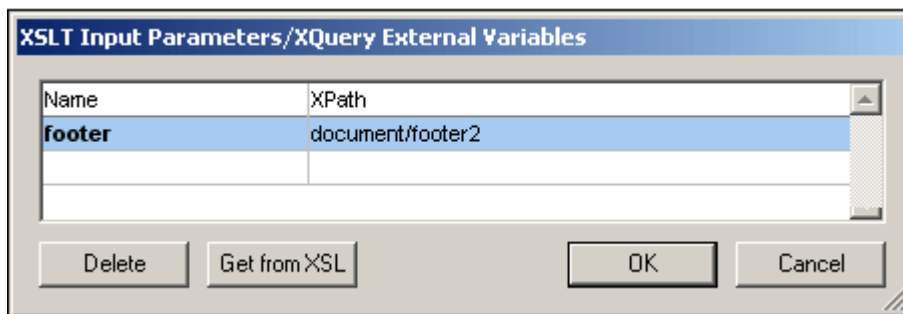 XSLT Input Parameters/XQuery External Variables
Name XPath
footer document/footer2
Delete Get from XSL OK Cancel